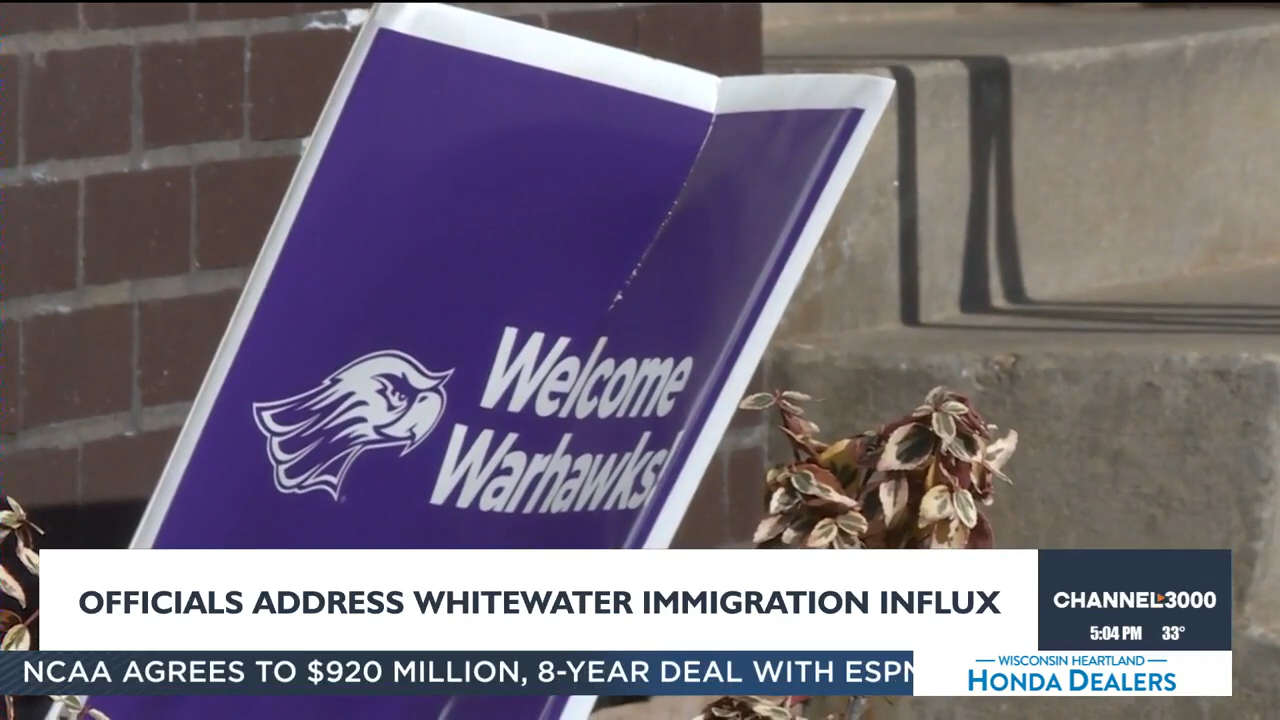 Welcome
Warhawks!
OFFICIALS ADDRESS WHITEWATER IMMIGRATION INFLUX
CHANNEL3000
5:04 PM 33°
NCAA AGREES TO $920 MILLION, 8-YEAR DEAL WITH ESPN
WISCONSIN HEARTLAND
HONDA DEALERS